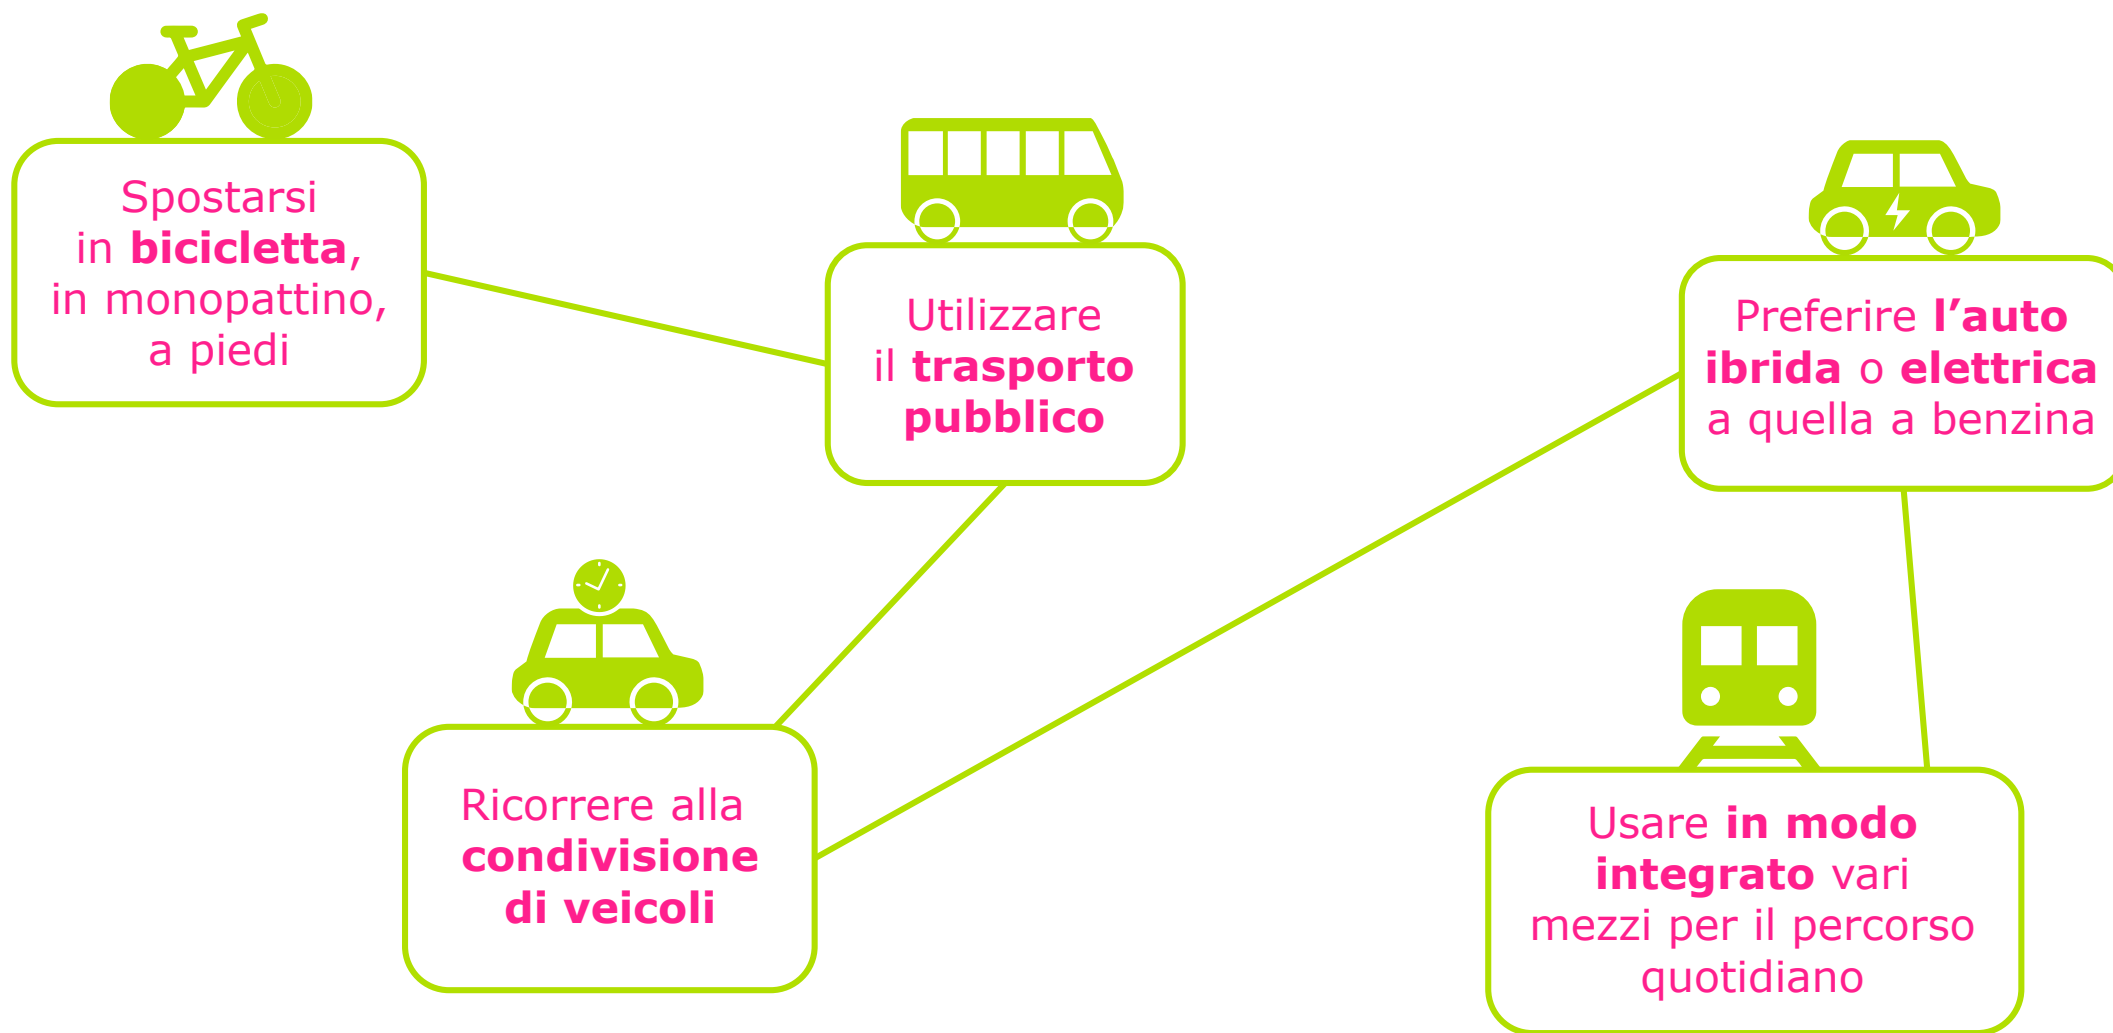 Spostarsi
in bicicletta,
in monopattino,
a piedi
Utilizzare
il trasporto
pubblico
Ricorrere alla
condivisione
di veicoli
Preferire l’auto
ibrida o elettrica
a quella a benzina
Usare in modo
integrato vari
mezzi per il percorso
quotidiano